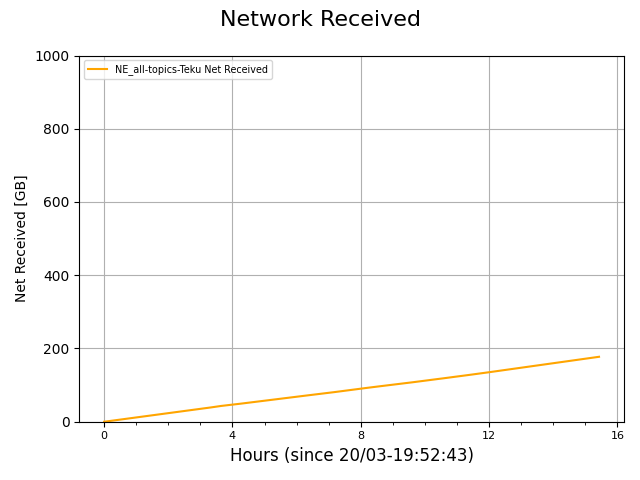 Network Received
NE_all-topics-Teku Net Received
Net Received [GB]
1000
800
600
400
200
0
0 4 8 12 16
Hours (since 20/03-19:52:43)